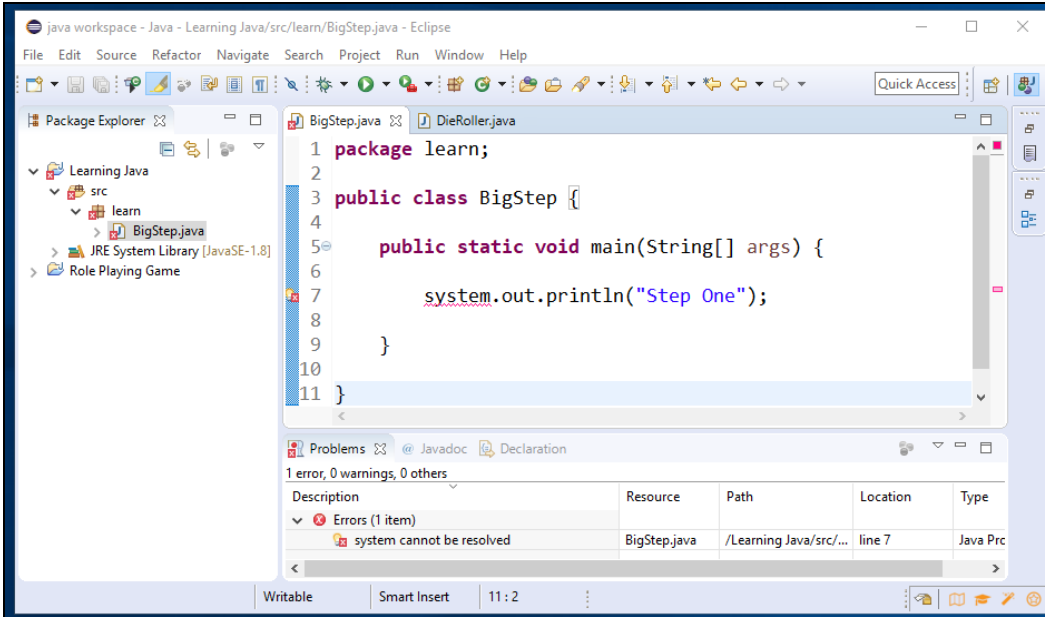 java workspace - Java - Learning Java/src/learn/BigStep.java - Eclipse
File Edit Source Refactor Navigate Search Project Run Window Help
Quick Access
Package Explorer
Learning Java
src
learn
BigStep.java
JRE System Library [JavaSE-1.8]
Role Playing Game
BigStep.java DieRoller.java
1 package learn;
2
3 public class BigStep {
4
5 public static void main(String[] args) {
6
7 system.out.println("Step One");
8
9 }
10
11 }
Problems @ Javadoc Declaration
1 error, 0 warnings, 0 others
Description Resource Path Location Type
Errors (1 item)
system cannot be resolved BigStep.java /Learning Java/src/... line 7 Java Prc
Writable Smart Insert 11 : 2